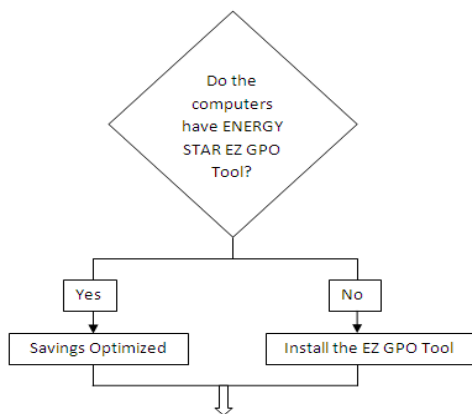 Do the
computers
have ENERGY
STAR EZ GPO
Tool?
Yes
No
Savings Optimized
Install the EZ GPO Tool